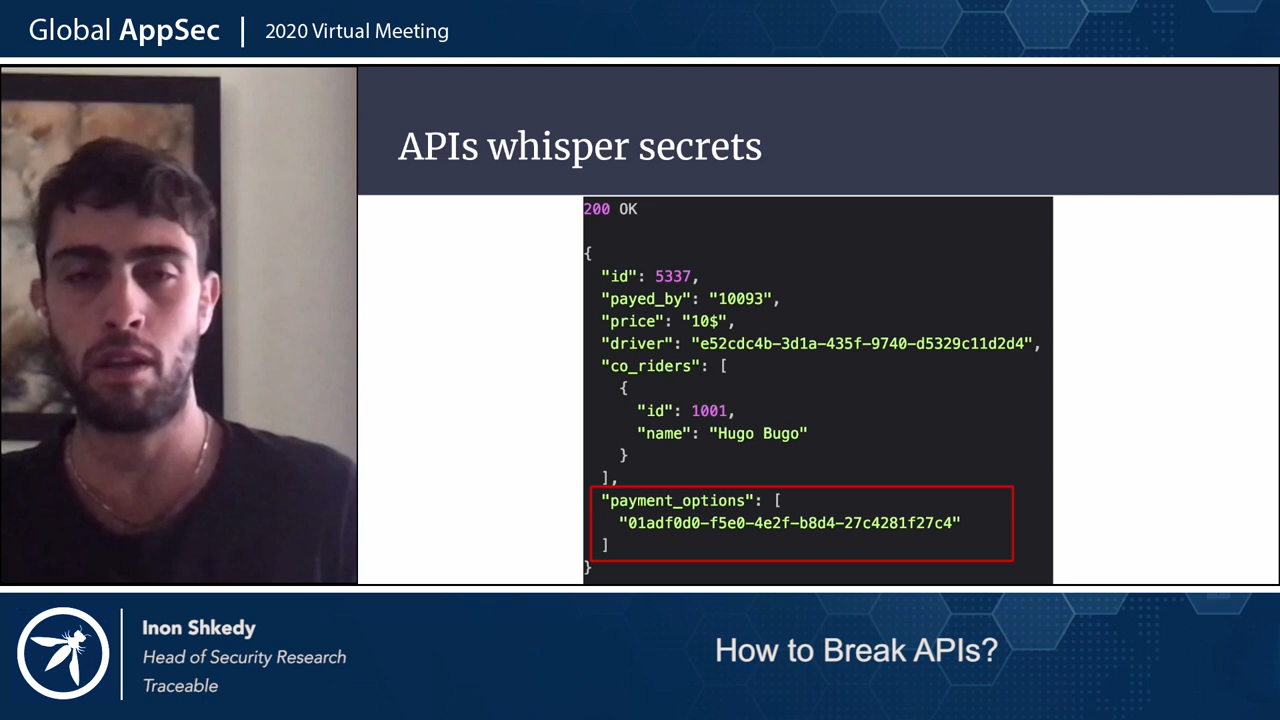 Global AppSec | 2020 Virtual Meeting
APIs whisper secrets
200 OK
{
"id": 5337,
"payed_by": "10093",
"price": "10$",
"driver": "e52cdc4b-3d1a-435f-9740-d5329c11d2d4",
"co_riders": [
{
"id": 1001,
"name": "Hugo Bugo"
}
],
"payment_options": [
"01adf0d0-f5e0-4e2f-b8d4-27c4281f27c4"
]
}
Inon Shkedy
Head of Security Research
Traceable
How to Break APIs?